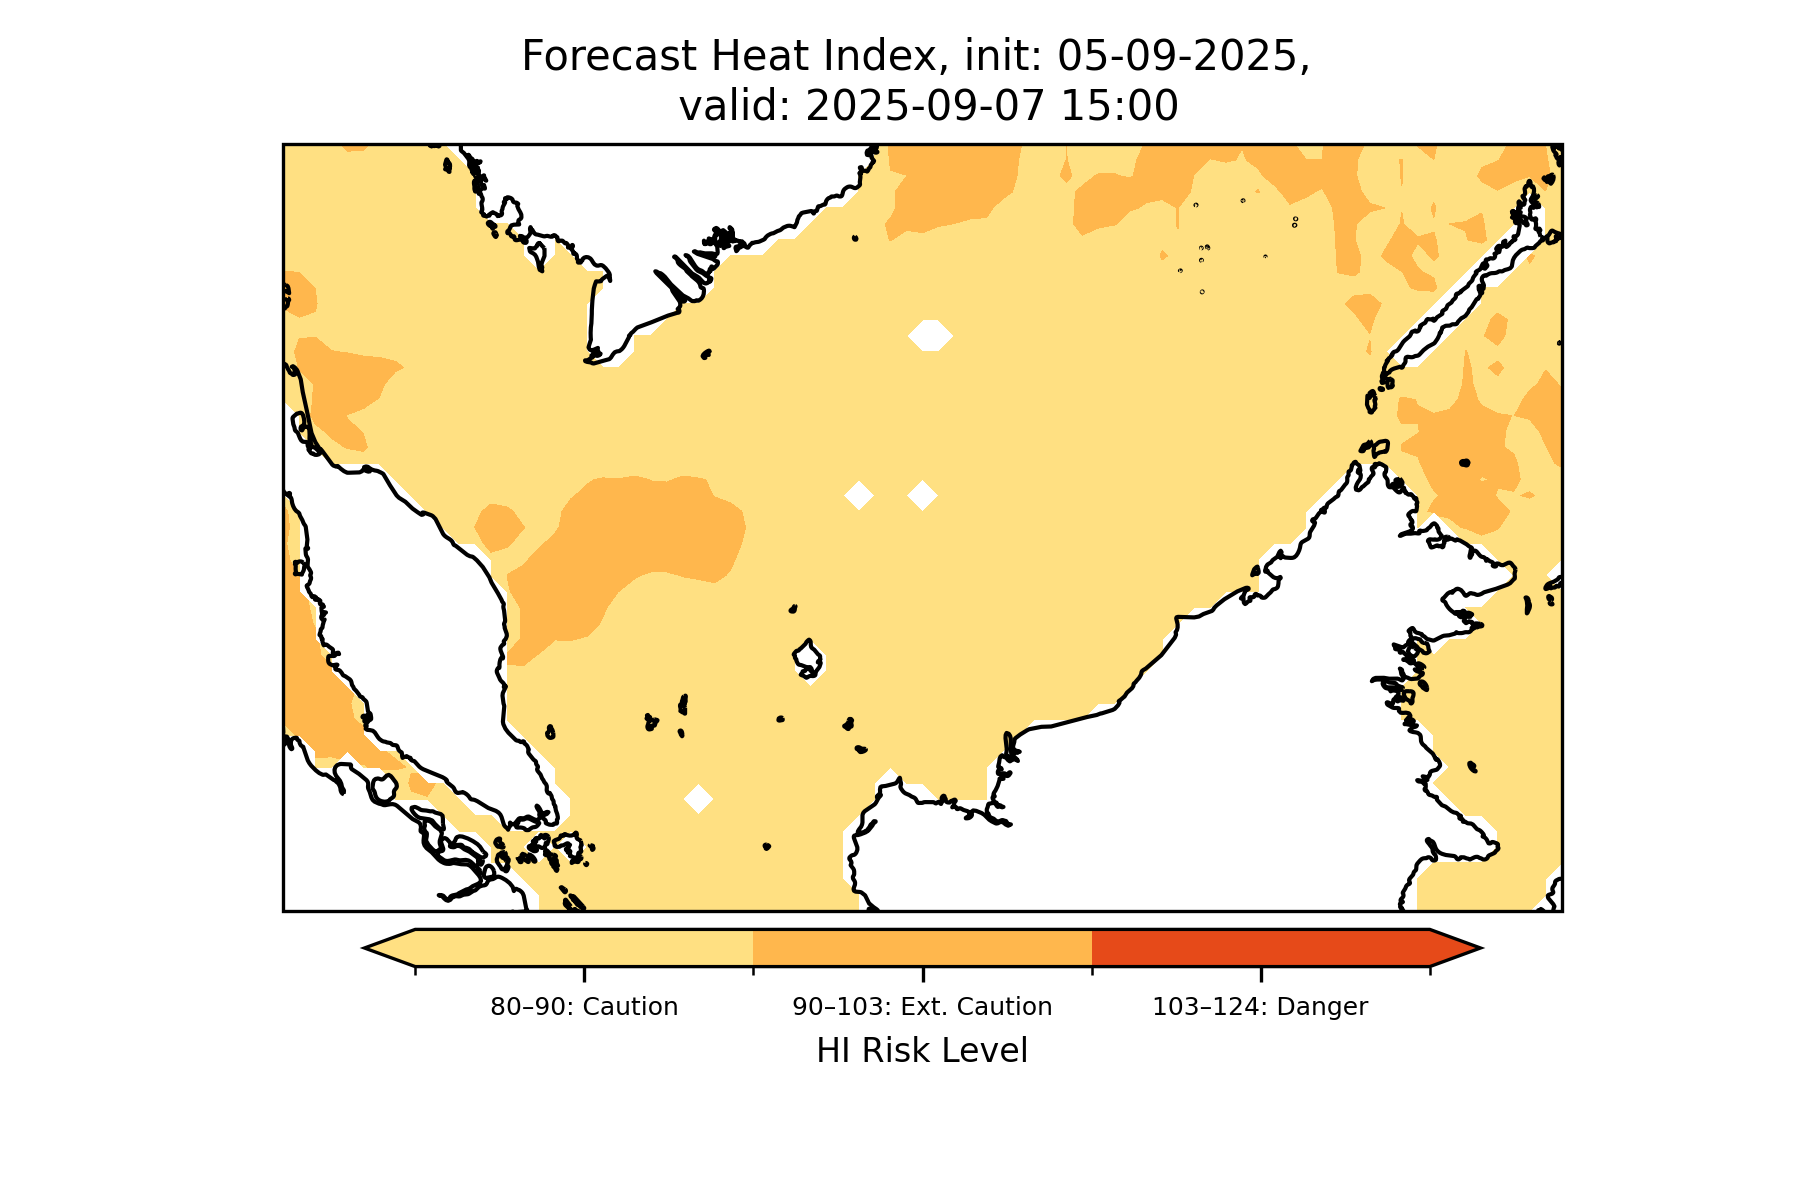 Forecast Heat Index, init: 05-09-2025,
valid: 2025-09-07 15:00
80–90: Caution
90–103: Ext. Caution
103–124: Danger
HI Risk Level